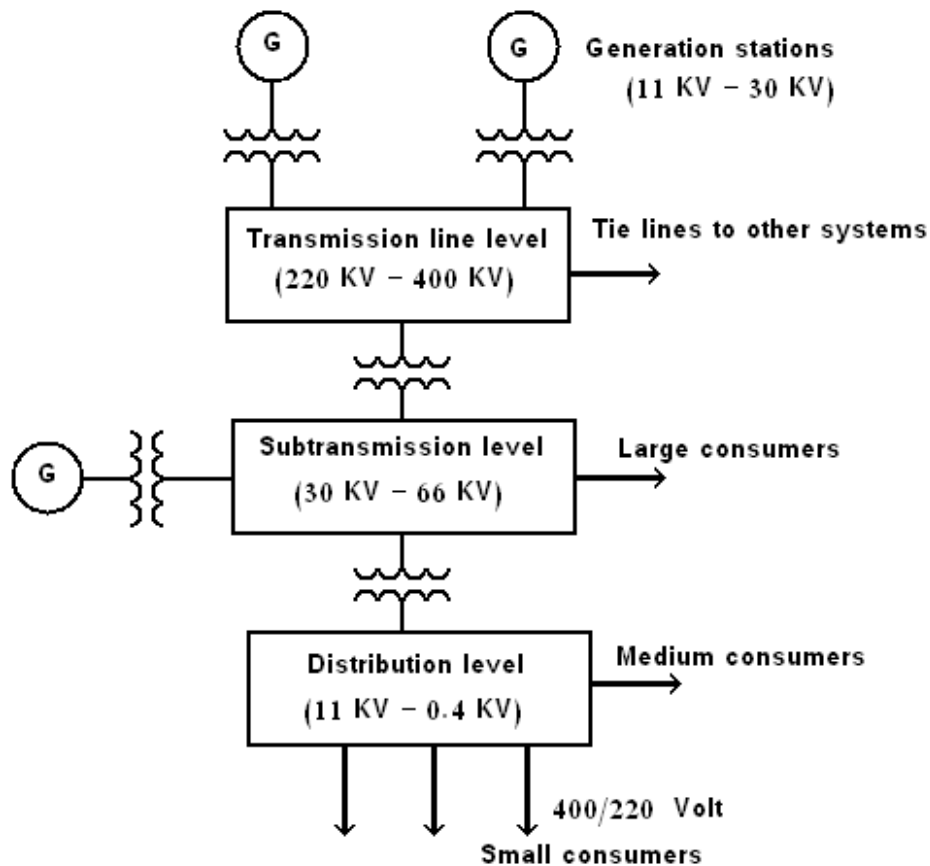 G
G
Generation stations
(11 KV – 30 KV)
Transmission line level
(220 KV – 400 KV)
Tie lines to other systems
G
Subtransmission level
(30 KV – 66 KV)
Large consumers
Distribution level
(11 KV – 0.4 KV)
Medium consumers
400/220 Volt
Small consumers